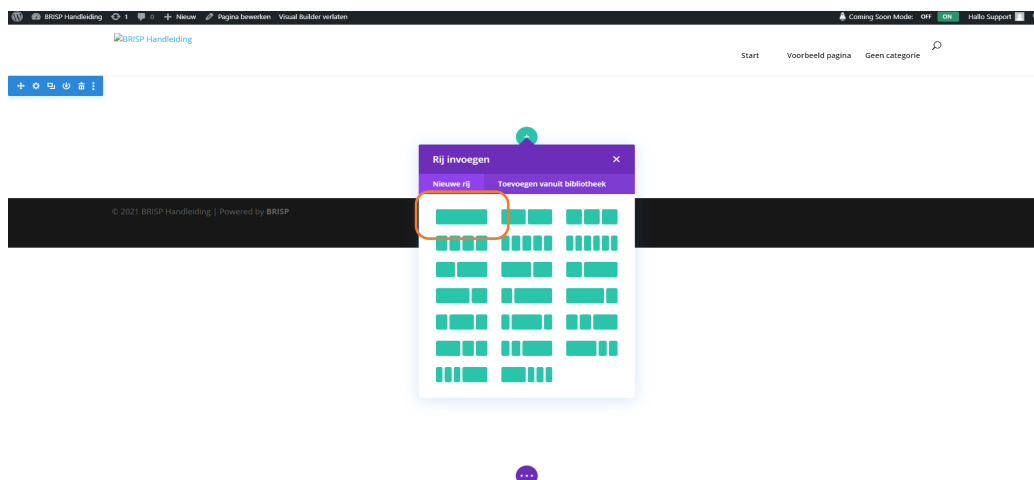 BRISP Handleiding 1 0 Nieuw Pagina bewerken Visual Builder verlaten Coming Soon Mode: OFF ON Hallo Support
BRISP Handleiding
Start Voorbeeld pagina Geen categorie
Rij invoegen
Nieuwe rij Toevoegen vanuit bibliotheek
© 2021 BRISP Handleiding | Powered by BRISP